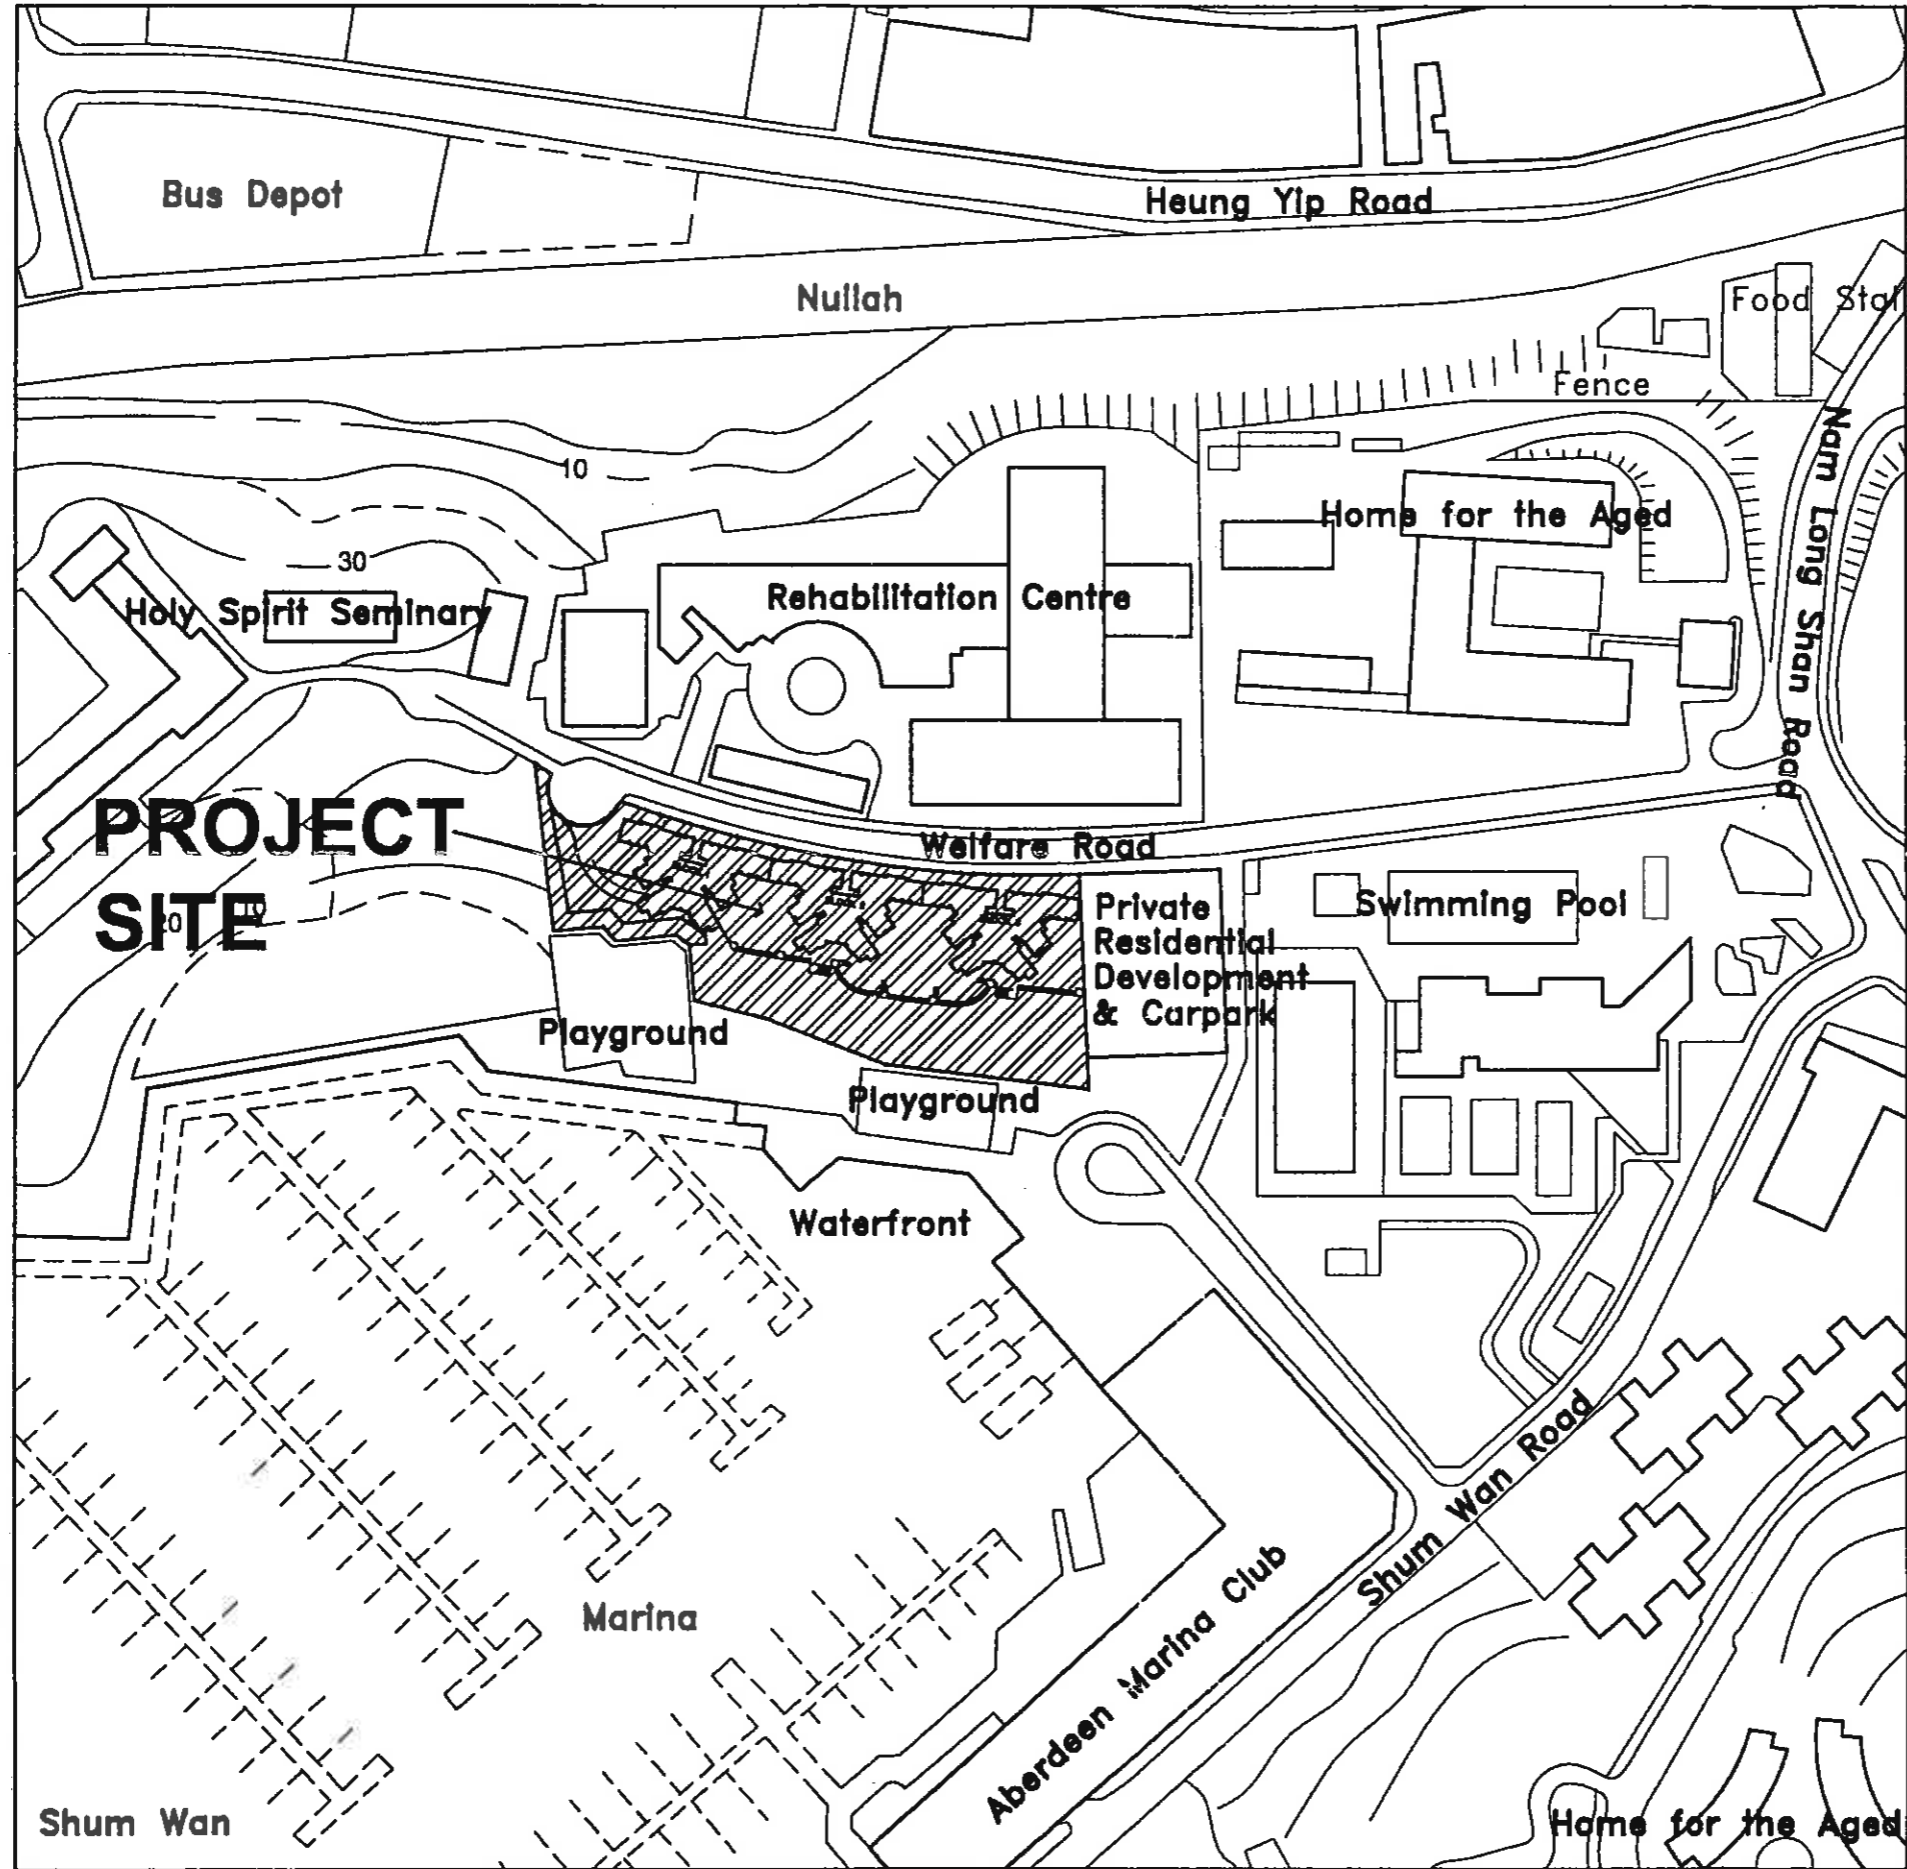 Bus Depot
Heung Yip Road
Nullah
Food Stal
Fence
Nam Long Shan Road
10
Home for the Aged
30
Rehabilitation Centre
Holy Spirit Seminary
PROJECT
SITE
Welfare Road
Private
Residential
Development
& Carpark
Swimming Pool
10
Playground
Playground
Waterfront
Shum Wan Road
Marina
Aberdeen Marina Club
Shum Wan
Home for the Aged